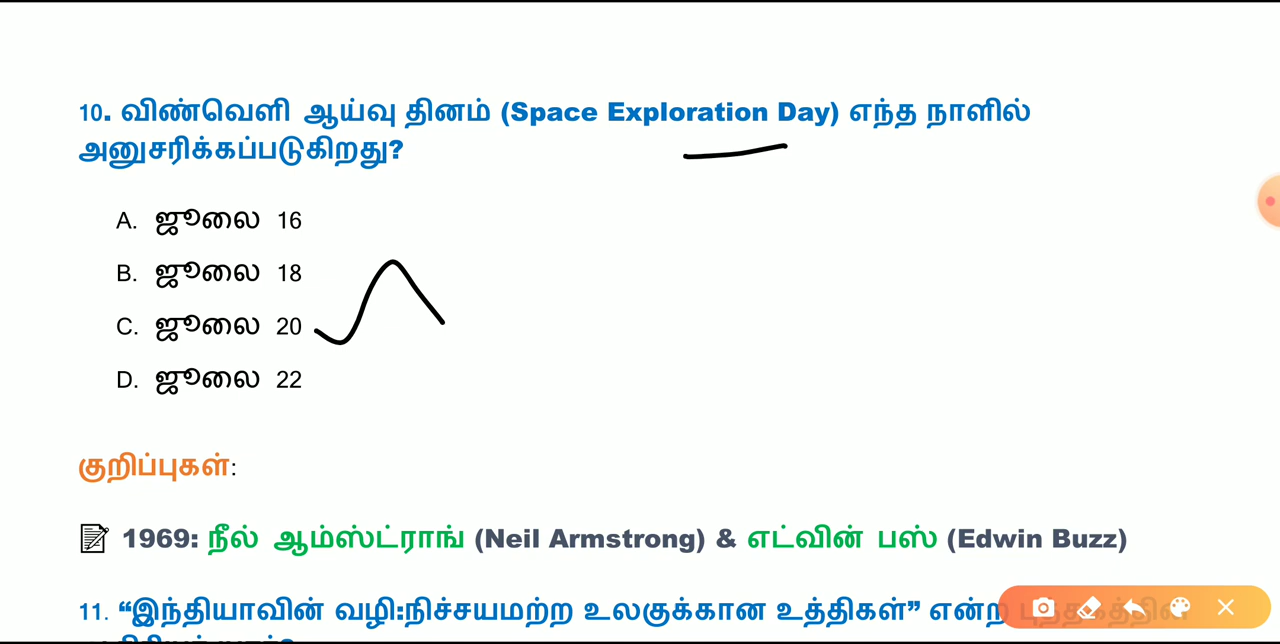 10. விண்வெளி ஆய்வு தினம் (Space Exploration Day) எந்த நாளில்
அனுசரிக்கப்படுகிறது?
A. ஜூலை 16
B. ஜூலை 18
C. ஜூலை 20
D. ஜூலை 22
குறிப்புகள்:
1969: நீல் ஆம்ஸ்ட்ராங் (Neil Armstrong) & எட்வின் பஸ் (Edwin Buzz)
11. “இந்தியாவின் வழி:நிச்சயமற்ற உலகுக்கான உத்திகள்” என்ற புத்தகத்தின்